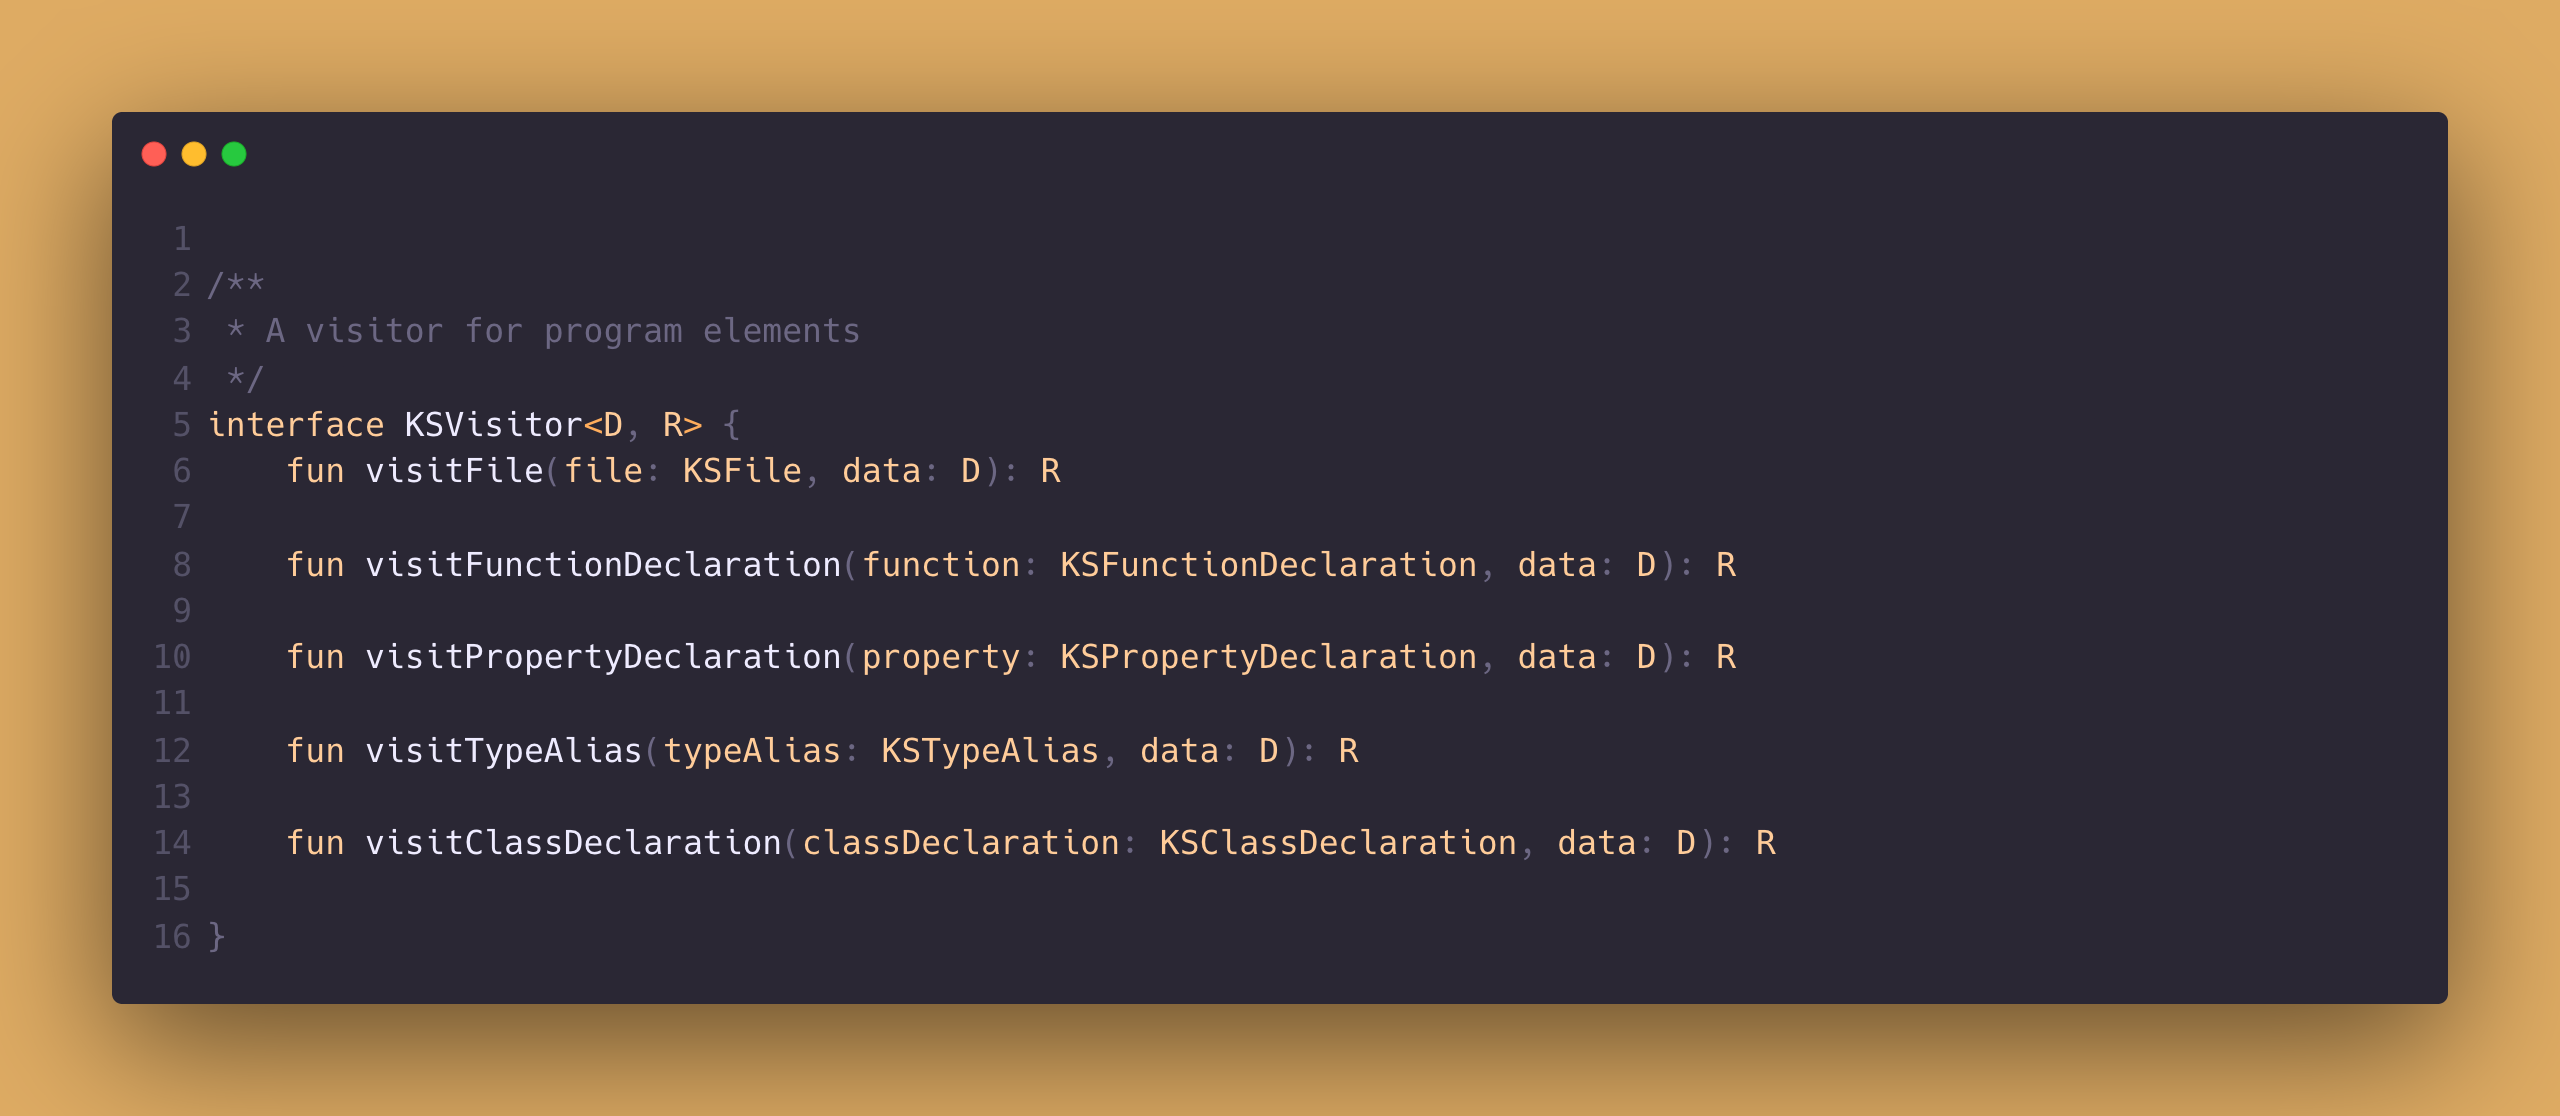 1
2 /**
3  * A visitor for program elements
4  */
5 interface KSVisitor<D, R> {
6     fun visitFile(file: KSFile, data: D): R
7
8     fun visitFunctionDeclaration(function: KSFunctionDeclaration, data: D): R
9
10     fun visitPropertyDeclaration(property: KSPropertyDeclaration, data: D): R
11
12     fun visitTypeAlias(typeAlias: KSTypeAlias, data: D): R
13
14     fun visitClassDeclaration(classDeclaration: KSClassDeclaration, data: D): R
15
16 }